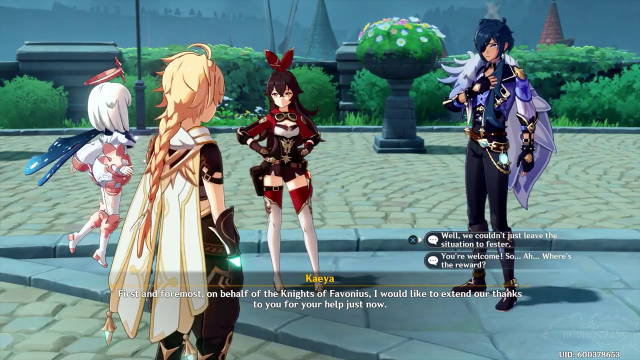 Well, we couldn't just leave the
situation to fester.
You're welcome! So... Ah... Where's
the reward?
Kaeya
First and foremost, on behalf of the Knights of Favonius, I would like to extend our thanks
to you for your help just now.
UID: 600378653